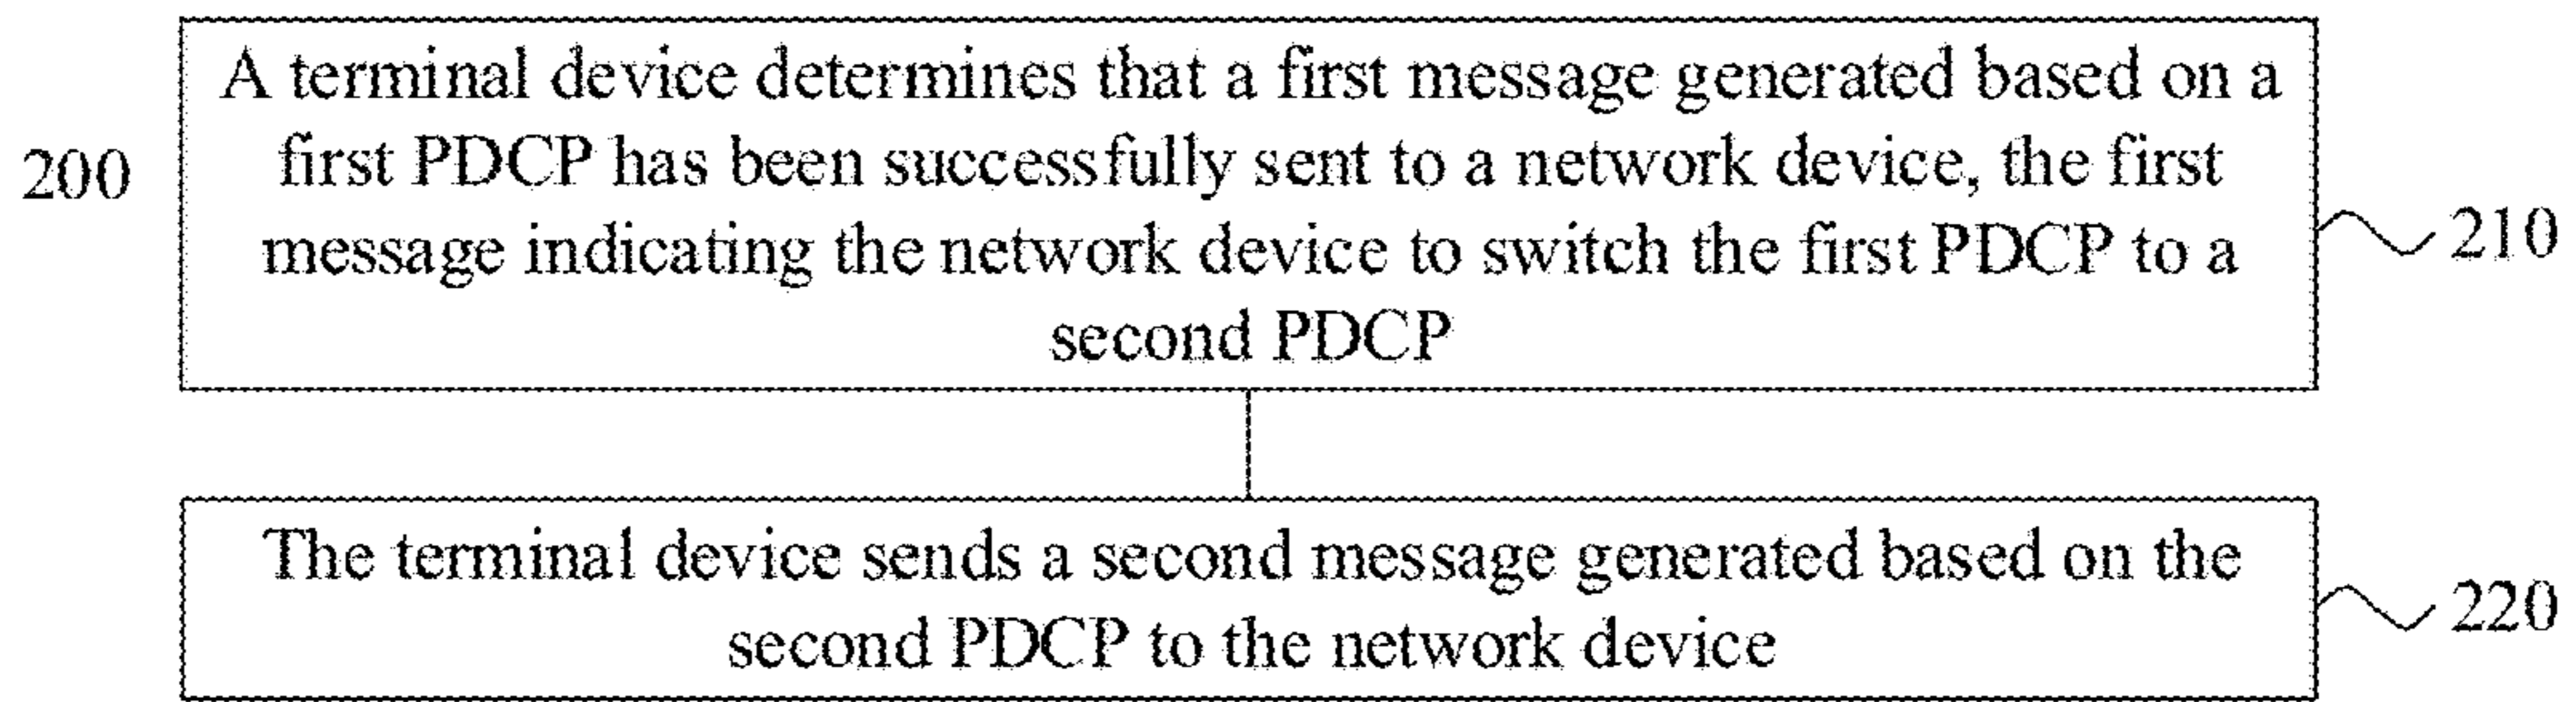 A terminal device determines that a first message generated based on a
200
first PDCP has been successfully sent to a network device, the first
message indicating the network device to switch the first PDCP to a
210
second PDCP
The terminal device sends a second message generated based on the
220
second PDCP to the network device